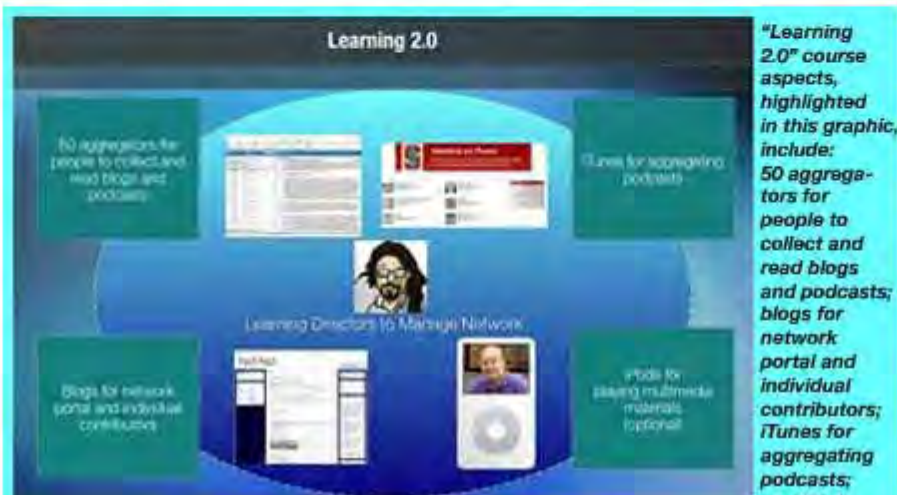 Learning 2.0
50 aggregators for
people to collect and
read blogs and
podcasts
iTunes for aggregating
podcasts
Learning Directors to Manage Network
Blogs for network
portal and individual
contributors
iPods for
playing multimedia
materials
(optional)
"Learning
2.0" course
aspects,
highlighted
in this graphic,
include:
50 aggrega-
tors for
people to
collect and
read blogs
and podcasts;
blogs for
network
portal and
individual
contributors;
iTunes for
aggregating
podcasts;